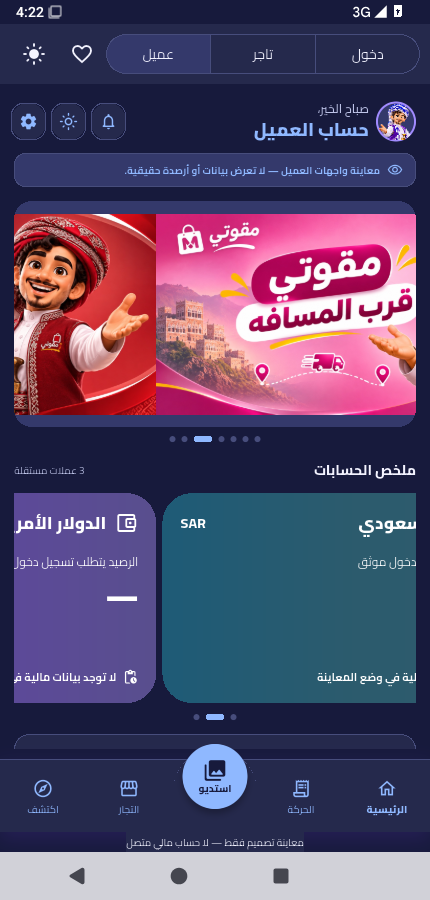 4:22
3G
دخول
تاجر
عميل
صباح الخير،
حساب العميل
معاينة واجهات العميل — لا تعرض بيانات أو أرصدة حقيقية.
مقوتي
مقوتي
قرب المسافه
مقوتي
ملخص الحسابات
3 عملات مستقلة
سعودي
SAR
دخول موثق
لية في وضع المعاينة
الدولار الأمر
الرصيد يتطلب تسجيل دخول
—
لا توجد بيانات مالية ف
الرئيسية
الحركة
استديو
التجار
اكتشف
معاينة تصميم فقط — لا حساب مالي متصل